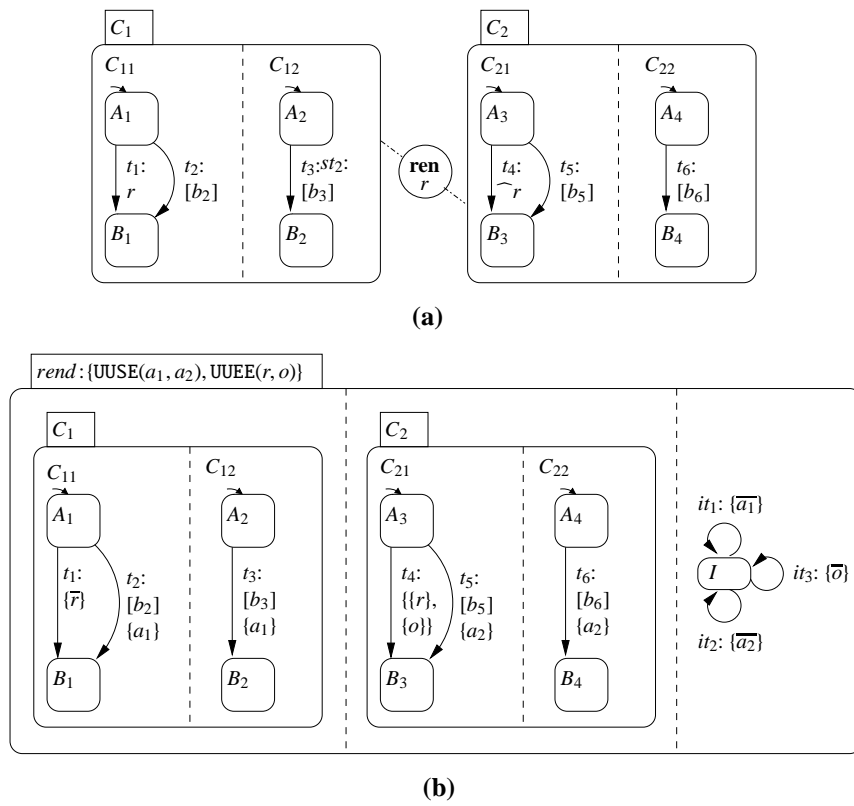 C1 C2
C11 C12 C21 C22
A1 A2 A3 A4
t1: t2: t3:st2: ren t4: t5: t6:
r [b2] [b3] r ⌢r [b5] [b6]
B1 B2 B3 B4
(a)
rend:{UUSE(a1, a2), UUEE(r, o)}
C1 C2
C11 C12 C21 C22
A1 A2 A3 A4 it1: {a̅1̅}
t1: t2: t3: t4: t5: t6: I it3: {o̅}
{r̅} [b2] [b3] {{r}, [b5] [b6]
{a1} {a1} {o}} {a2} {a2} it2: {a̅2̅}
B1 B2 B3 B4
(b)